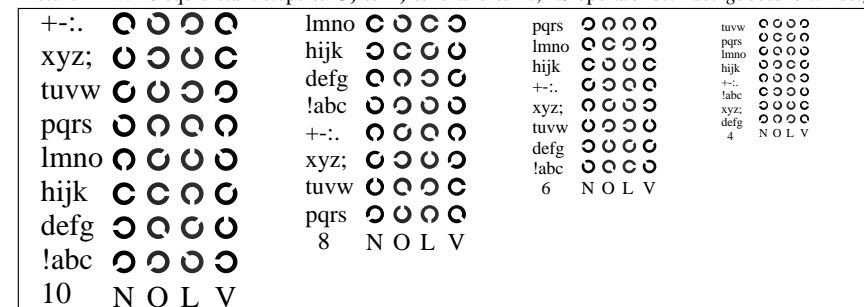 +-:.
xyz;
tuvw
pqrs
lmno
hijk
defg
!abc
10 N O L V
lmno
hijk
defg
!abc
+-:.
xyz;
tuvw
pqrs
8 N O L V
pqrs
lmno
hijk
+-:.
xyz;
tuvw
defg
!abc
6 N O L V
tuvw
pqrs
lmno
hijk
+-:.
!abc
xyz;
defg
4 N O L V